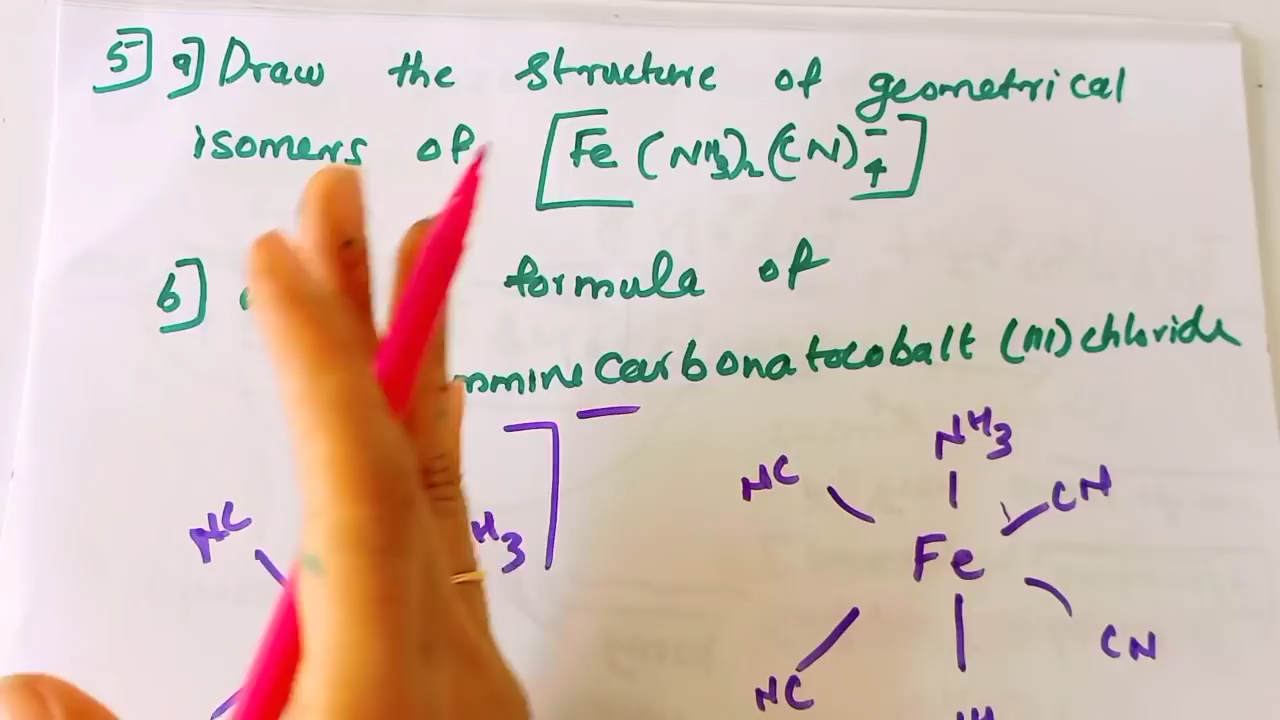 5] a] Draw the structure of geometrical
isomers of [Fe(NH3)2(CN)4⁻]
b] formula of
mmine carbonatocobalt (III) chloride
NC
H3
NH3
NC
CN
Fe
CN
NC